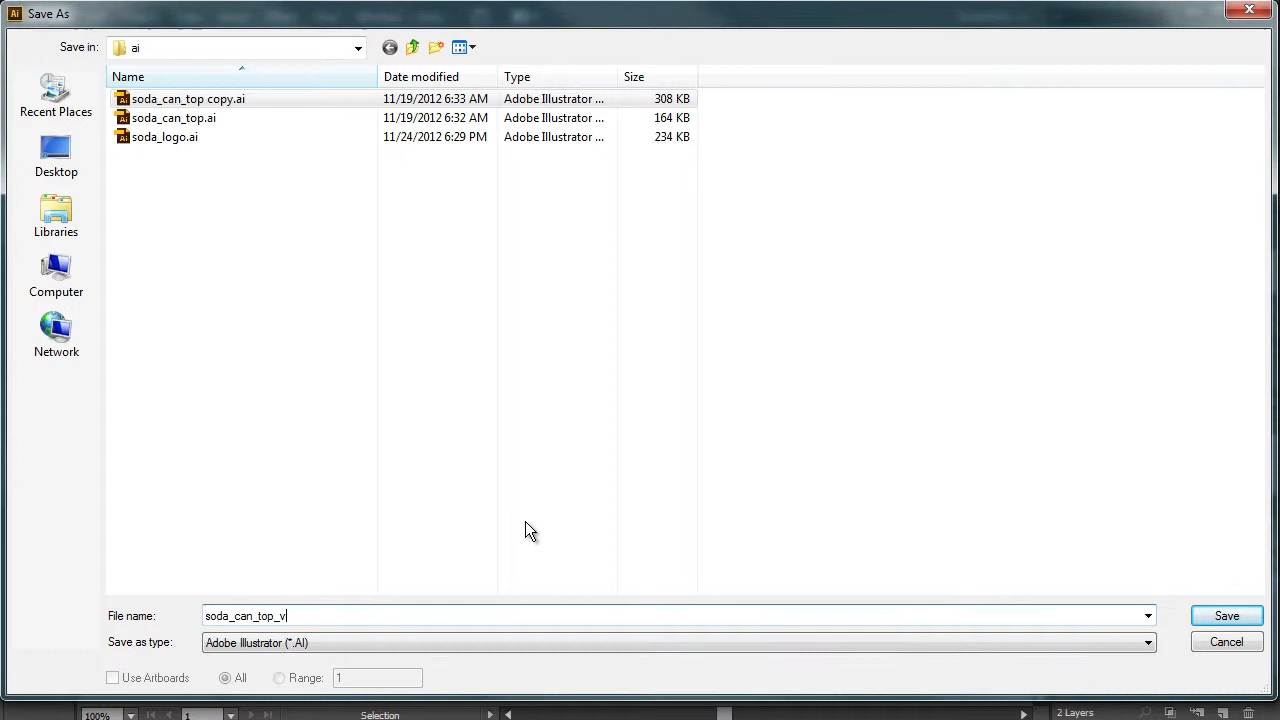 Save As
Save in: ai
Name Date modified Type Size
soda_can_top copy.ai 11/19/2012 6:33 AM Adobe Illustrator ... 308 KB
soda_can_top.ai 11/19/2012 6:32 AM Adobe Illustrator ... 164 KB
soda_logo.ai 11/24/2012 6:29 PM Adobe Illustrator ... 234 KB
Recent Places
Desktop
Libraries
Computer
Network
File name: soda_can_top_v Save
Save as type: Adobe Illustrator (*.AI) Cancel
Use Artboards All Range: 1
100% 1 Selection 2 Layers